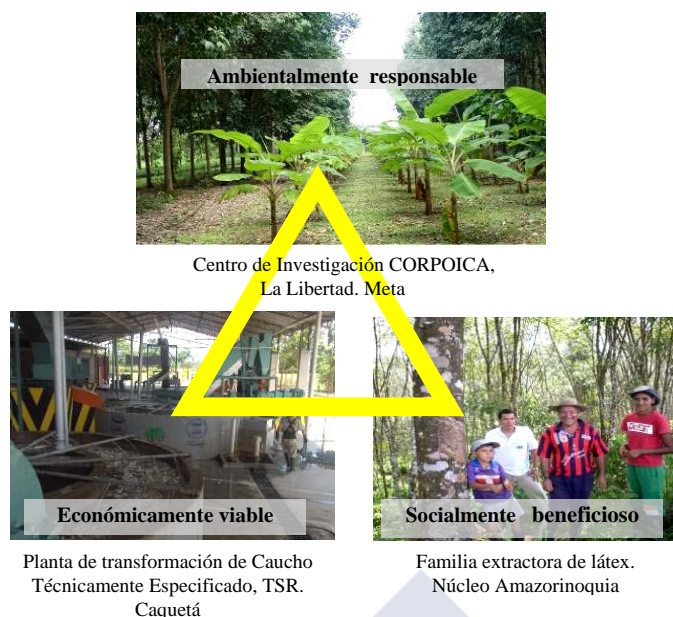 Ambientalmente responsable
Centro de Investigación CORPOICA,
La Libertad. Meta
Económicamente viable
Planta de transformación de Caucho
Técnicamente Especificado, TSR.
Caquetá
Socialmente beneficioso
Familia extractora de látex.
Núcleo Amazorinoquia